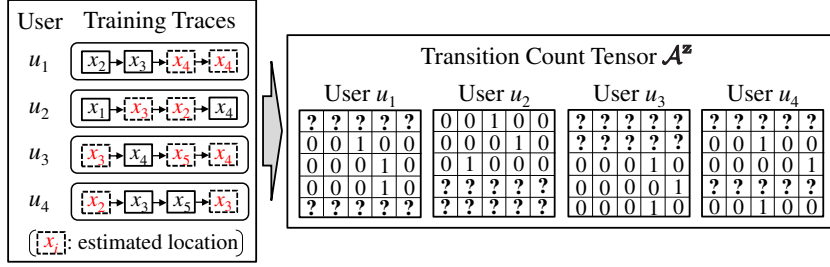 User Training Traces
u₁ x₂ x₃ x₄ x₄
u₂ x₁ x₃ x₂ x₄
u₃ x₃ x₄ x₅ x₄
u₄ x₂ x₃ x₅ x₃
( xᵢ : estimated location)
Transition Count Tensor 𝓐ᶻ
User u₁ User u₂ User u₃ User u₄
? ? ? ? ? 0 0 1 0 0 ? ? ? ? ? ? ? ? ? ?
0 0 1 0 0 0 0 0 1 0 ? ? ? ? ? 0 0 1 0 0
0 0 0 1 0 0 1 0 0 0 0 0 0 1 0 0 0 0 0 1
0 0 0 1 0 ? ? ? ? ? 0 0 0 0 1 ? ? ? ? ?
? ? ? ? ? ? ? ? ? ? 0 0 0 1 0 0 0 1 0 0